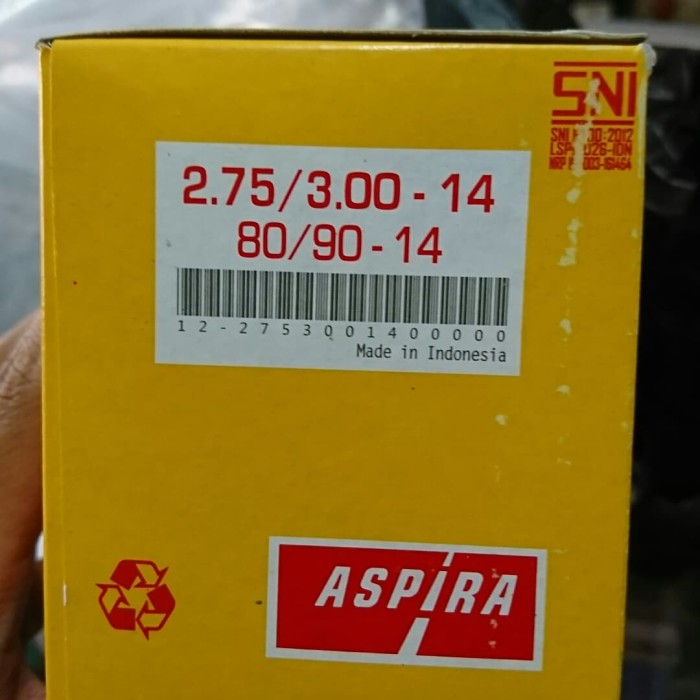 SNI
2.75/3.00 - 14
80/90 - 14
12-2753001400000
Made in Indonesia
ASPIRA